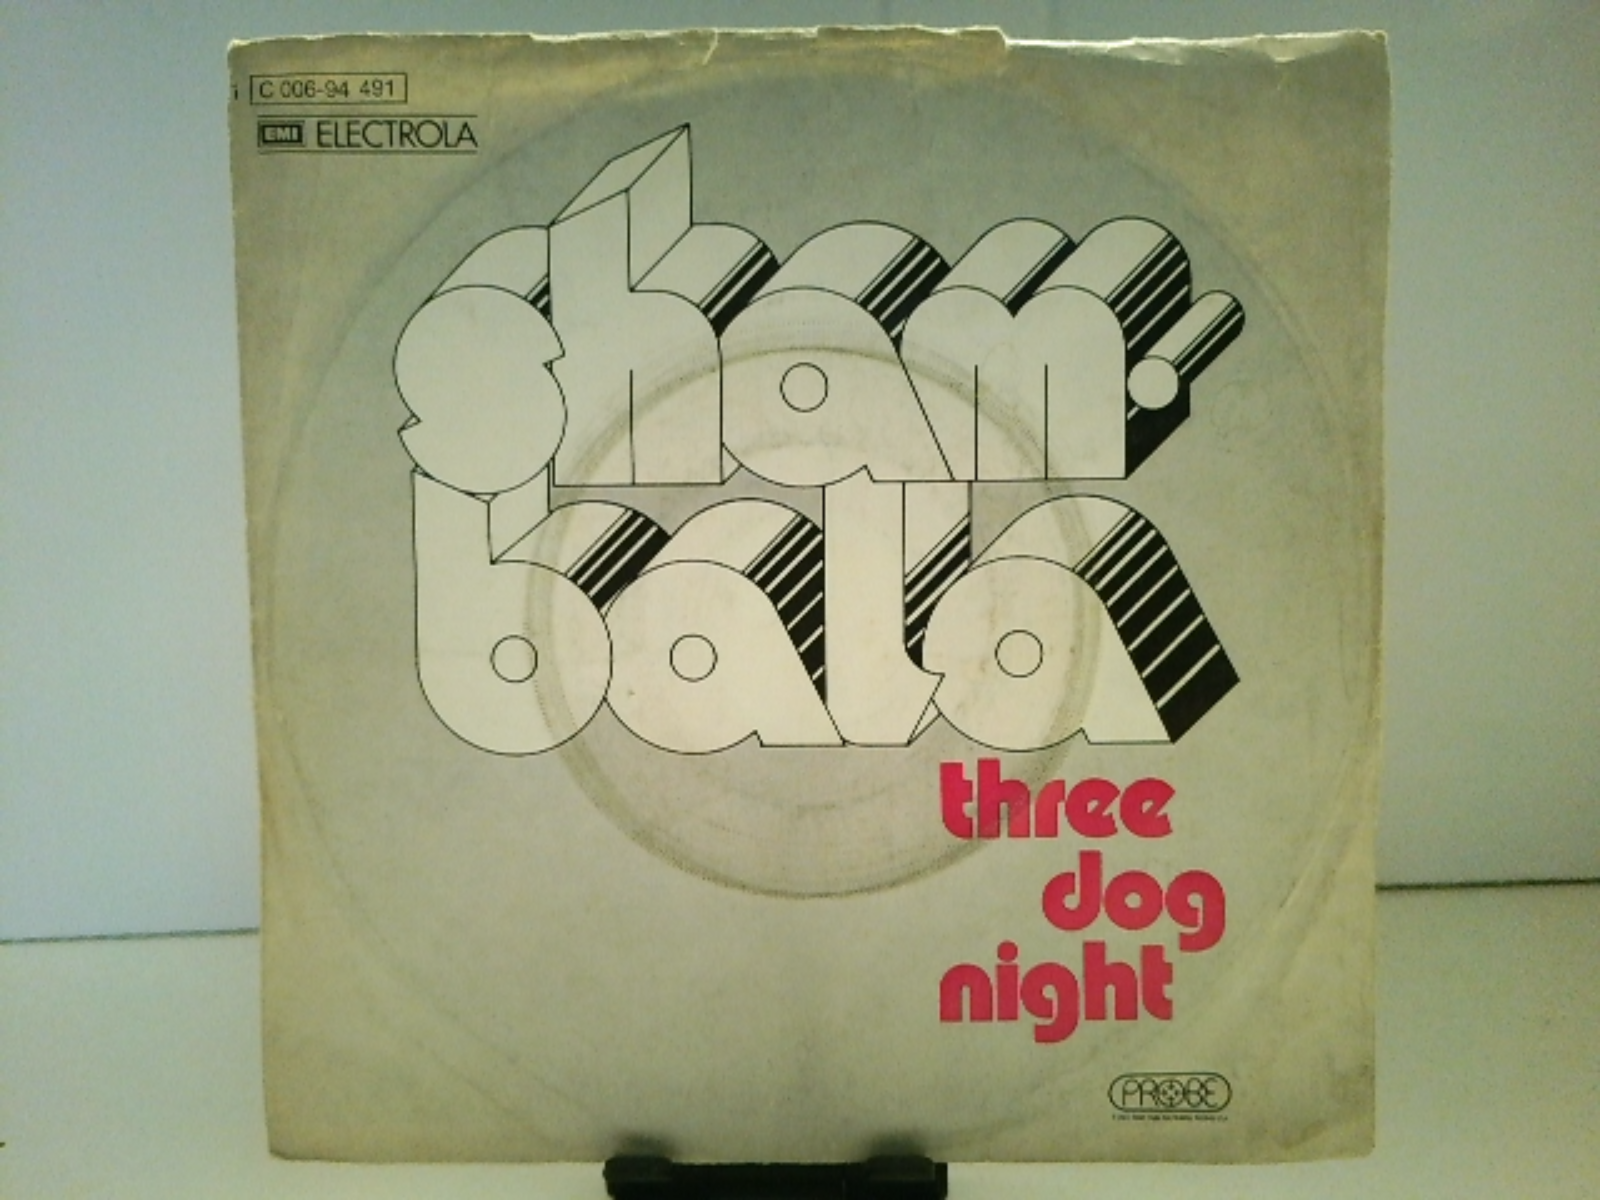 C 006-94 491
EMI ELECTROLA
sham
bala
three
dog
night
PROBE